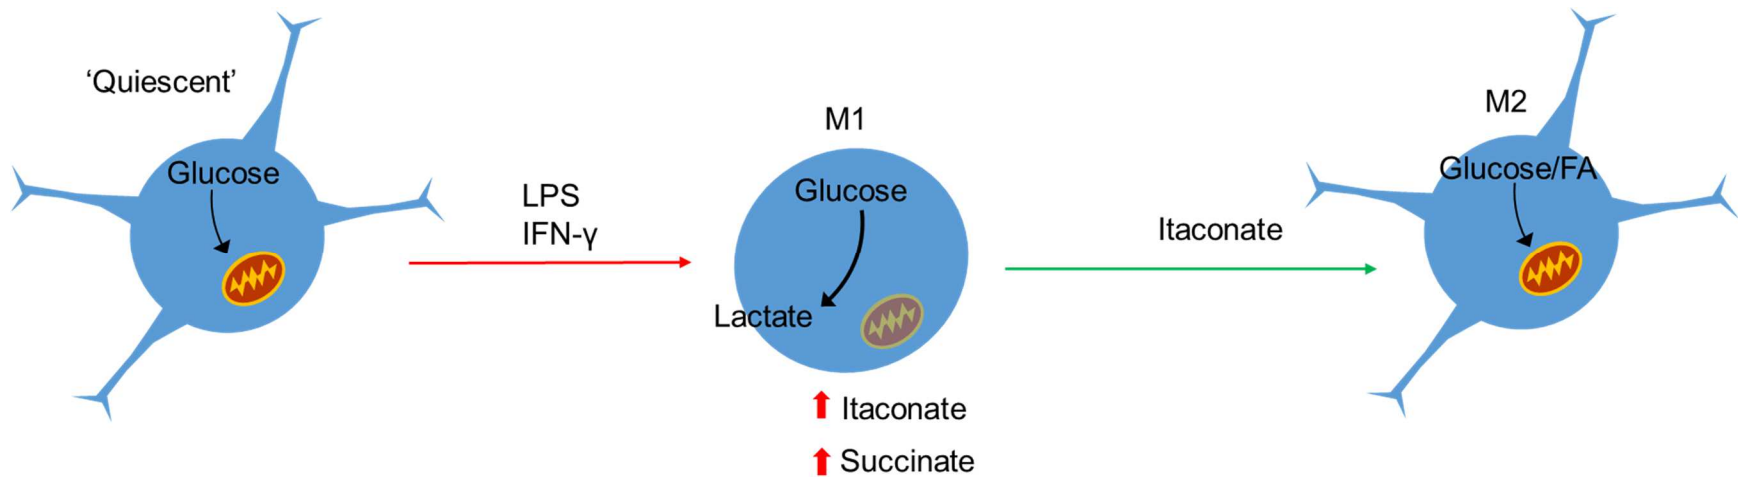 ‘Quiescent’
Glucose
LPS
IFN-γ
M1
Glucose
Lactate
Itaconate
Succinate
Itaconate
M2
Glucose/FA